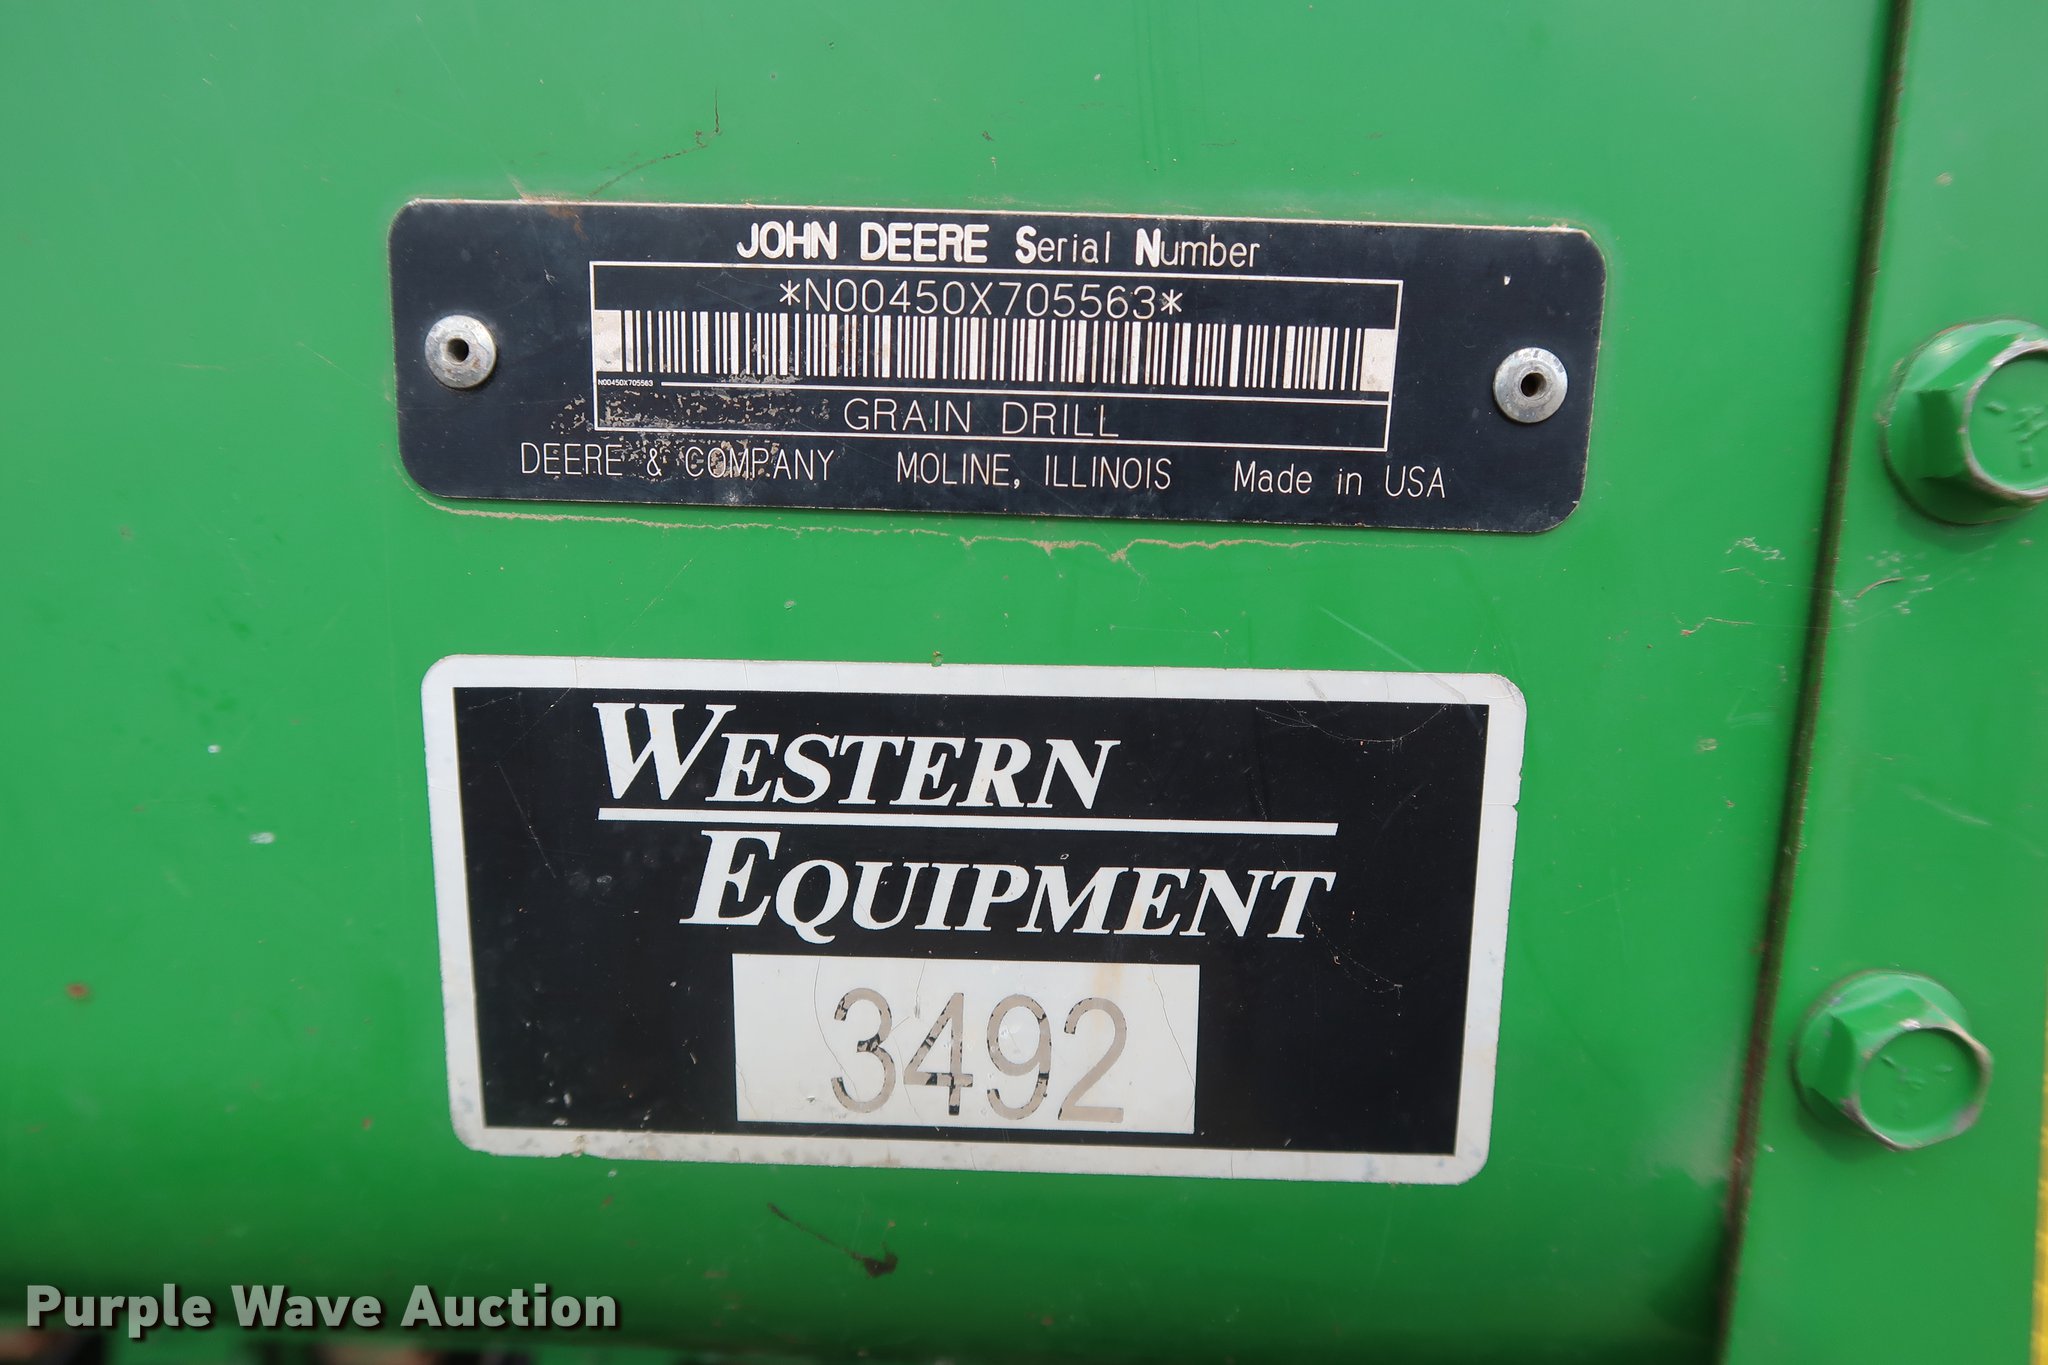 JOHN DEERE Serial Number
*N00450X705563*
N00450X705563
GRAIN DRILL
DEERE & COMPANY MOLINE, ILLINOIS Made in USA
WESTERN
EQUIPMENT
3492
Purple Wave Auction